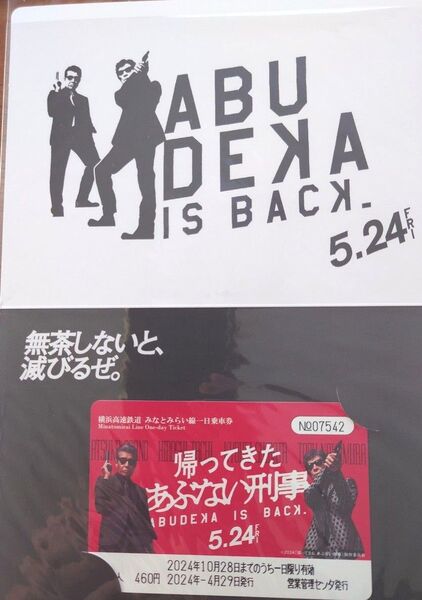 ABU
DEKA
IS BACK.
5.24 FRI
無茶しないと、
滅びるぜ。
横浜高速鉄道 みなとみらい線一日乗車券
Minatomirai Line One-day Ticket
№07542
帰ってきた
あぶない刑事
ABUDEKA IS BACK.
5.24 FRI
2024年10月28日までのうち一日限り有効
人 460円 2024年-4月29日発行 営業管理センタ発行